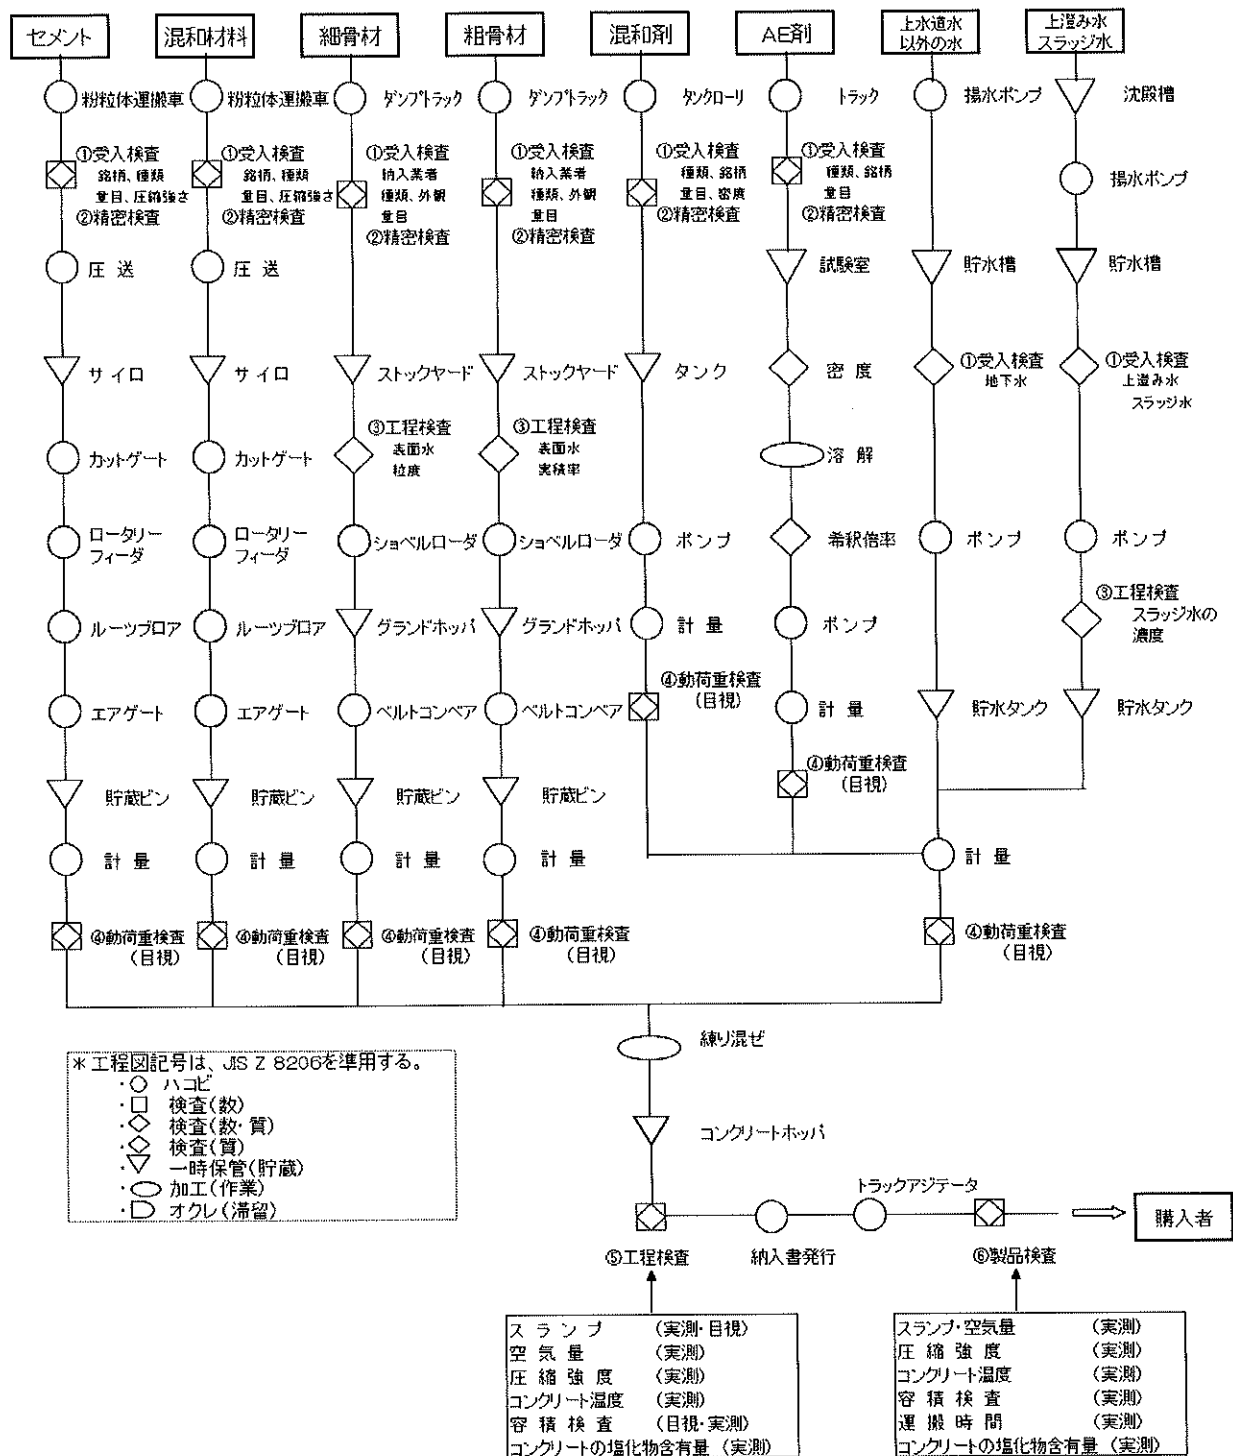 セメント
混和材料
細骨材
粗骨材
混和剤
AE剤
上水道水
以外の水
上澄み水
スラッジ水
粉粒体運搬車
粉粒体運搬車
ダンプトラック
ダンプトラック
タンクローリ
トラック
揚水ポンプ
沈殿槽
①受入検査
銘柄、種類
量目、圧縮強さ
②精密検査
①受入検査
銘柄、種類
量目、圧縮強さ
②精密検査
①受入検査
納入業者
種類、外観
量目
②精密検査
①受入検査
納入業者
種類、外観
量目
②精密検査
①受入検査
種類、銘柄
量目、密度
②精密検査
①受入検査
種類、銘柄
量目
②精密検査
揚水ポンプ
圧 送
圧 送
試験室
貯水槽
貯水槽
サイロ
サイロ
ストックヤード
ストックヤード
タンク
密 度
①受入検査
地下水
①受入検査
上澄み水
スラッジ水
カットゲート
カットゲート
③工程検査
表面水
粒度
③工程検査
表面水
実積率
溶 解
ロータリー
フィーダ
ロータリー
フィーダ
ショベルローダ
ショベルローダ
ポンプ
希釈倍率
ポンプ
ポンプ
ルーツブロア
ルーツブロア
グランドホッパ
グランドホッパ
計 量
ポンプ
③工程検査
スラッジ水の
濃度
エアゲート
エアゲート
ベルトコンベア
ベルトコンベア
④動荷重検査
(目視)
計 量
貯水タンク
貯水タンク
貯蔵ビン
貯蔵ビン
貯蔵ビン
貯蔵ビン
④動荷重検査
(目視)
計 量
計 量
計 量
計 量
計 量
④動荷重検査
(目視)
④動荷重検査
(目視)
④動荷重検査
(目視)
④動荷重検査
(目視)
④動荷重検査
(目視)
練り混ぜ
コンクリートホッパ
＊工程図記号は、JIS Z 8206を準用する。
・ ハコビ
・ 検査(数)
・ 検査(数・質)
・ 検査(質)
・ 一時保管(貯蔵)
・ 加工(作業)
・ オクレ(滞留)
トラックアジテータ
購入者
⑤工程検査
納入書発行
⑥製品検査
スランプ (実測・目視)
空気量 (実測)
圧縮強度 (実測)
コンクリート温度 (実測)
容積検査 (目視・実測)
コンクリートの塩化物含有量 (実測)
スランプ・空気量 (実測)
圧縮強度 (実測)
コンクリート温度 (実測)
容積検査 (実測)
運搬時間 (実測)
コンクリートの塩化物含有量 (実測)